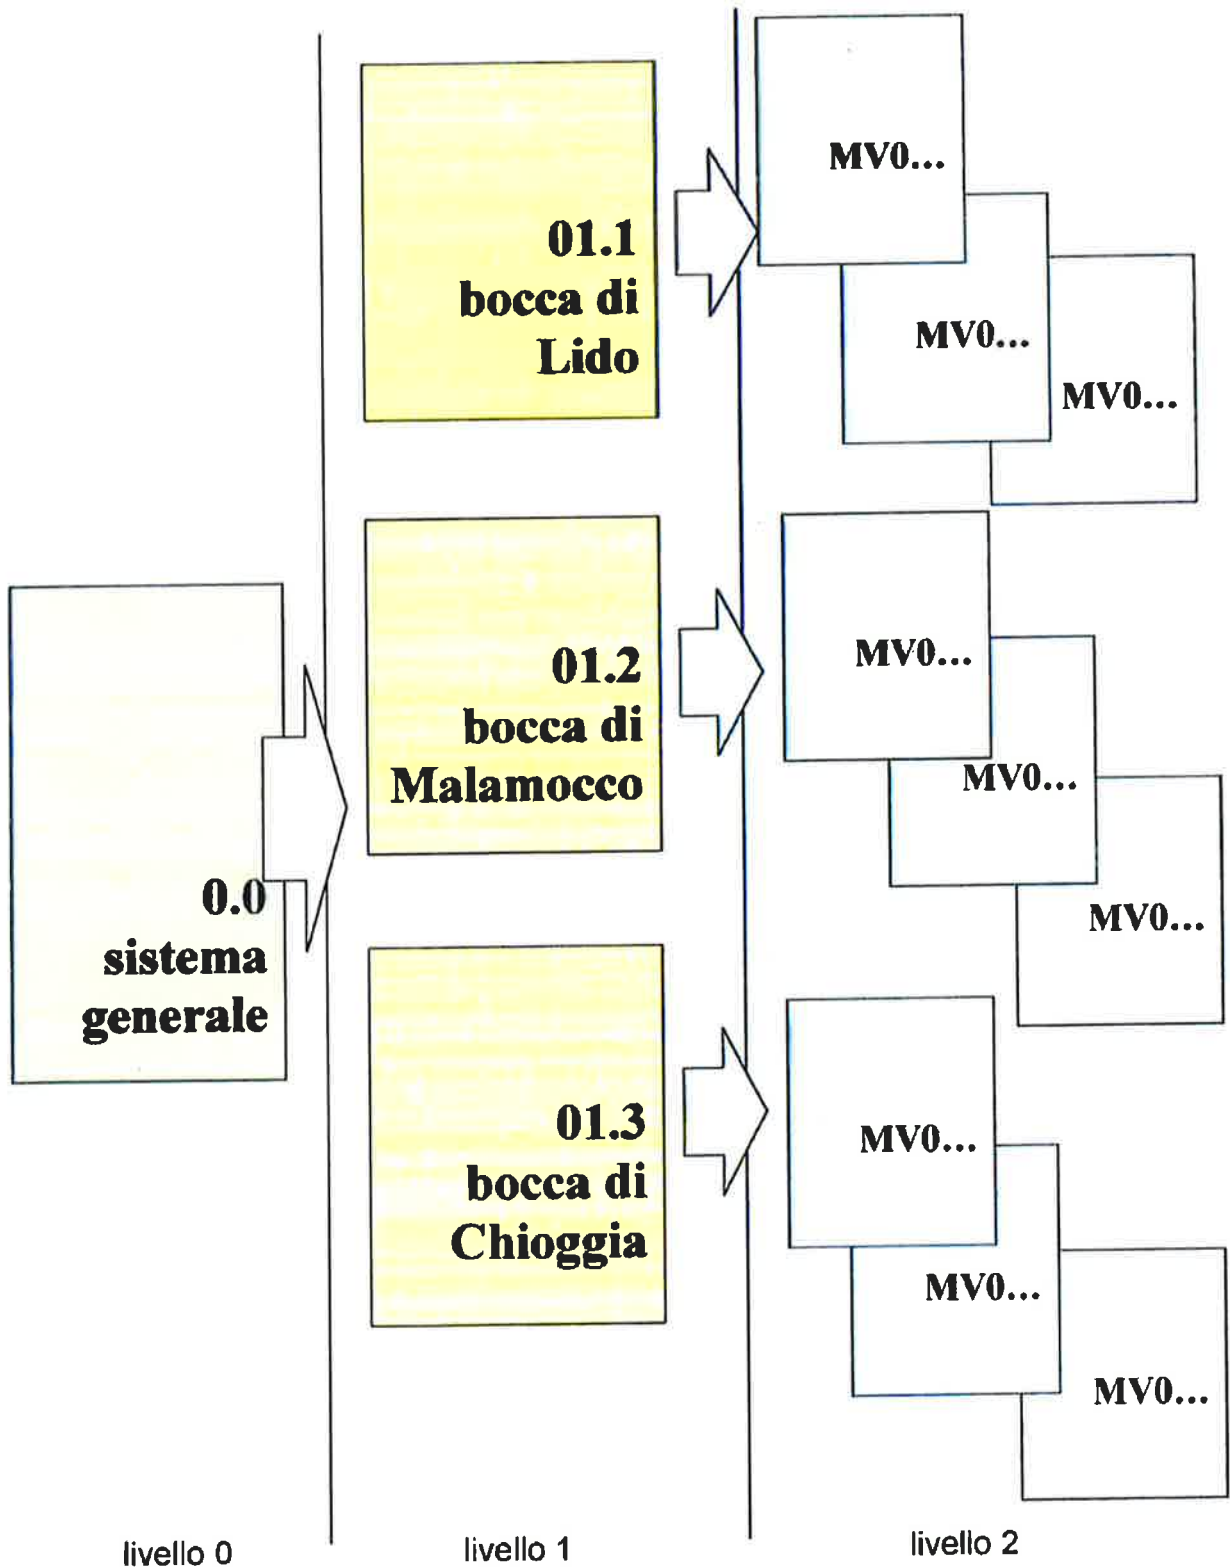 0.0
sistema
generale
livello 0
01.1
bocca di
Lido
01.2
bocca di
Malamocco
01.3
bocca di
Chioggia
livello 1
MV0...
MV0...
MV0...
MV0...
MV0...
MV0...
MV0...
MV0...
MV0...
livello 2